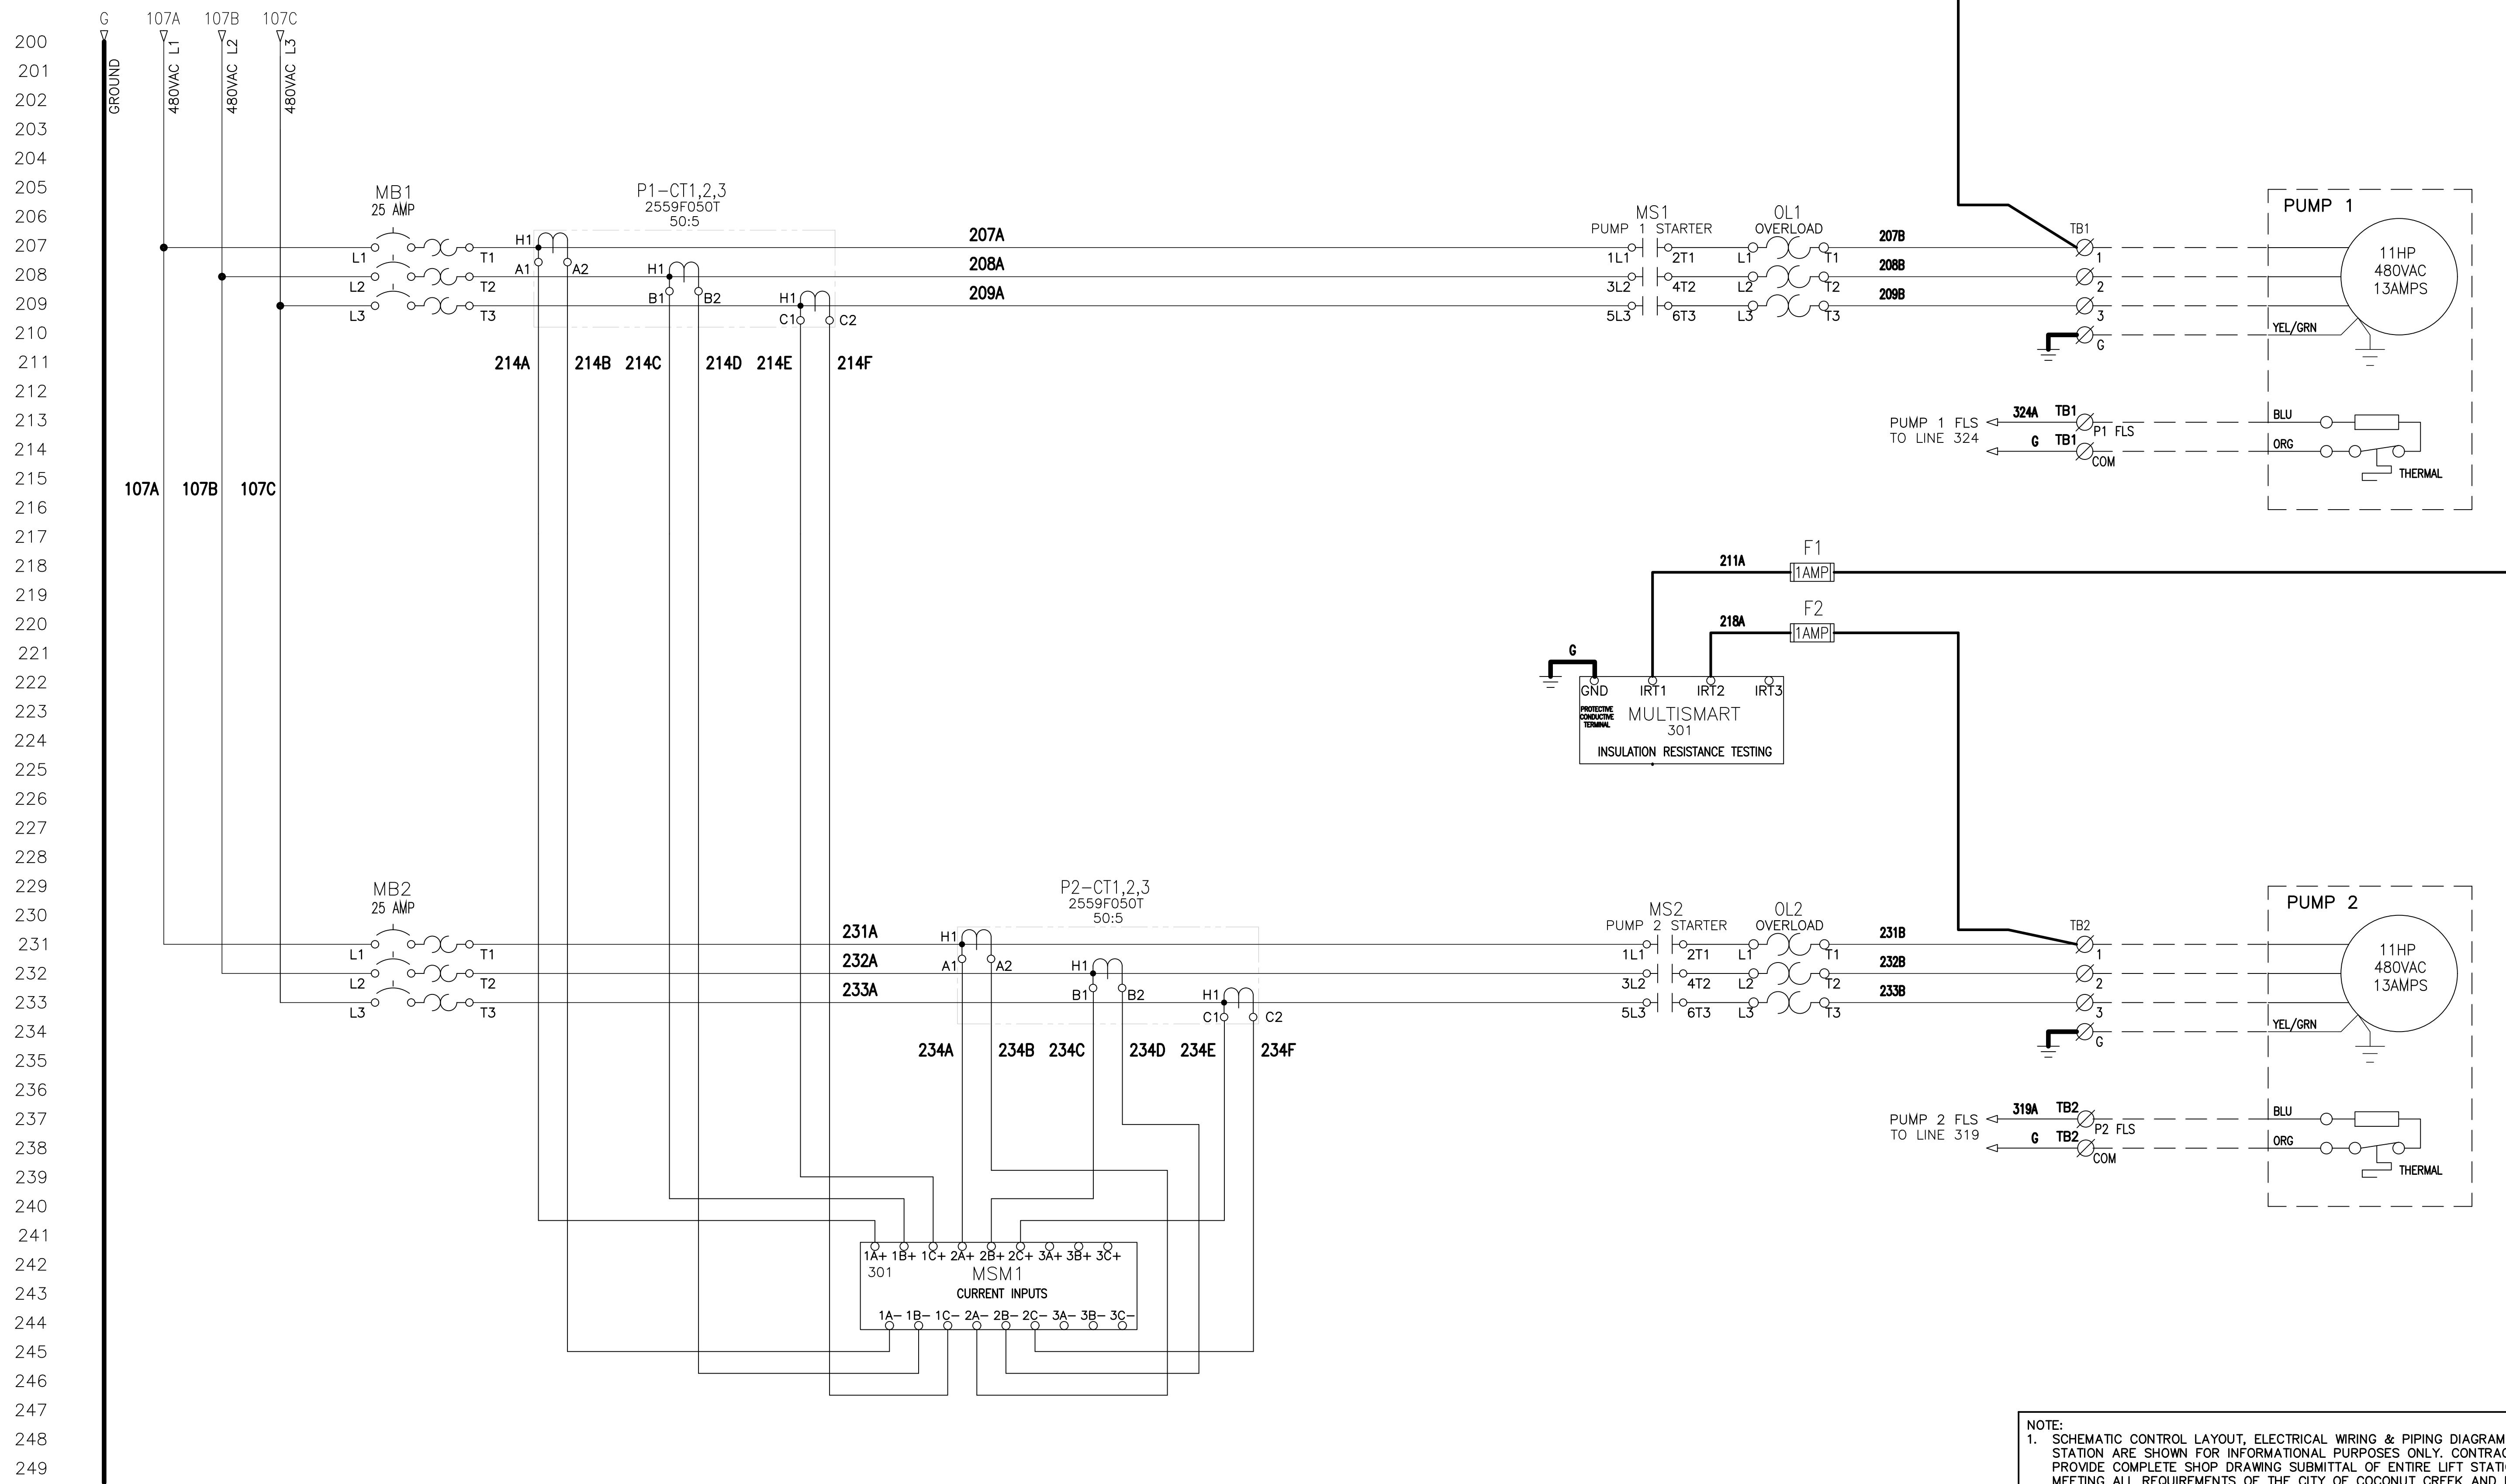 G 107A 107B 107C
200
GROUND
480VAC L1
480VAC L2
480VAC L3
201
202
203
204
205
MB1
25 AMP
P1-CT1,2,3
2559F050T
50:5
PUMP 1
206
MS1
PUMP 1 STARTER
OL1
OVERLOAD
TB1
207
L1 T1 H1 A1 A2 207A 1L1 2T1 L1 T1 207B 1
11HP
480VAC
13AMPS
208
L2 T2 H1 B1 B2 208A 3L2 4T2 L2 T2 208B 2
209
L3 T3 H1 C1 C2 209A 5L3 6T3 L3 T3 209B 3
210
G YEL/GRN
211
214A 214B 214C 214D 214E 214F
212
213
PUMP 1 FLS
TO LINE 324
324A TB1 P1 FLS BLU
214
G TB1 COM ORG
THERMAL
215
107A 107B 107C
216
217
218
211A F1
1AMP
219
220
218A F2
1AMP
221
G
222
GND IRT1 IRT2 IRT3
223
PROTECTIVE
CONDUCTIVE
TERMINAL
MULTISMART
301
224
INSULATION RESISTANCE TESTING
225
226
227
228
229
MB2
25 AMP
P2-CT1,2,3
2559F050T
50:5
PUMP 2
230
MS2
PUMP 2 STARTER
OL2
OVERLOAD
TB2
231
L1 T1 231A H1 A1 A2 1L1 2T1 L1 T1 231B 1
11HP
480VAC
13AMPS
232
L2 T2 232A H1 B1 B2 3L2 4T2 L2 T2 232B 2
233
L3 T3 233A H1 C1 C2 5L3 6T3 L3 T3 233B 3
234
G YEL/GRN
235
234A 234B 234C 234D 234E 234F
236
237
PUMP 2 FLS
TO LINE 319
319A TB2 P2 FLS BLU
238
G TB2 COM ORG
THERMAL
239
240
241
242
1A+ 1B+ 1C+ 2A+ 2B+ 2C+ 3A+ 3B+ 3C+
301
MSM1
243
CURRENT INPUTS
244
1A- 1B- 1C- 2A- 2B- 2C- 3A- 3B- 3C-
245
246
247
248
249
NOTE:
1. SCHEMATIC CONTROL LAYOUT, ELECTRICAL WIRING & PIPING DIAGRAM
STATION ARE SHOWN FOR INFORMATIONAL PURPOSES ONLY. CONTRAC
PROVIDE COMPLETE SHOP DRAWING SUBMITTAL OF ENTIRE LIFT STATI
MEETING ALL REQUIREMENTS OF THE CITY OF COCONUT CREEK AND